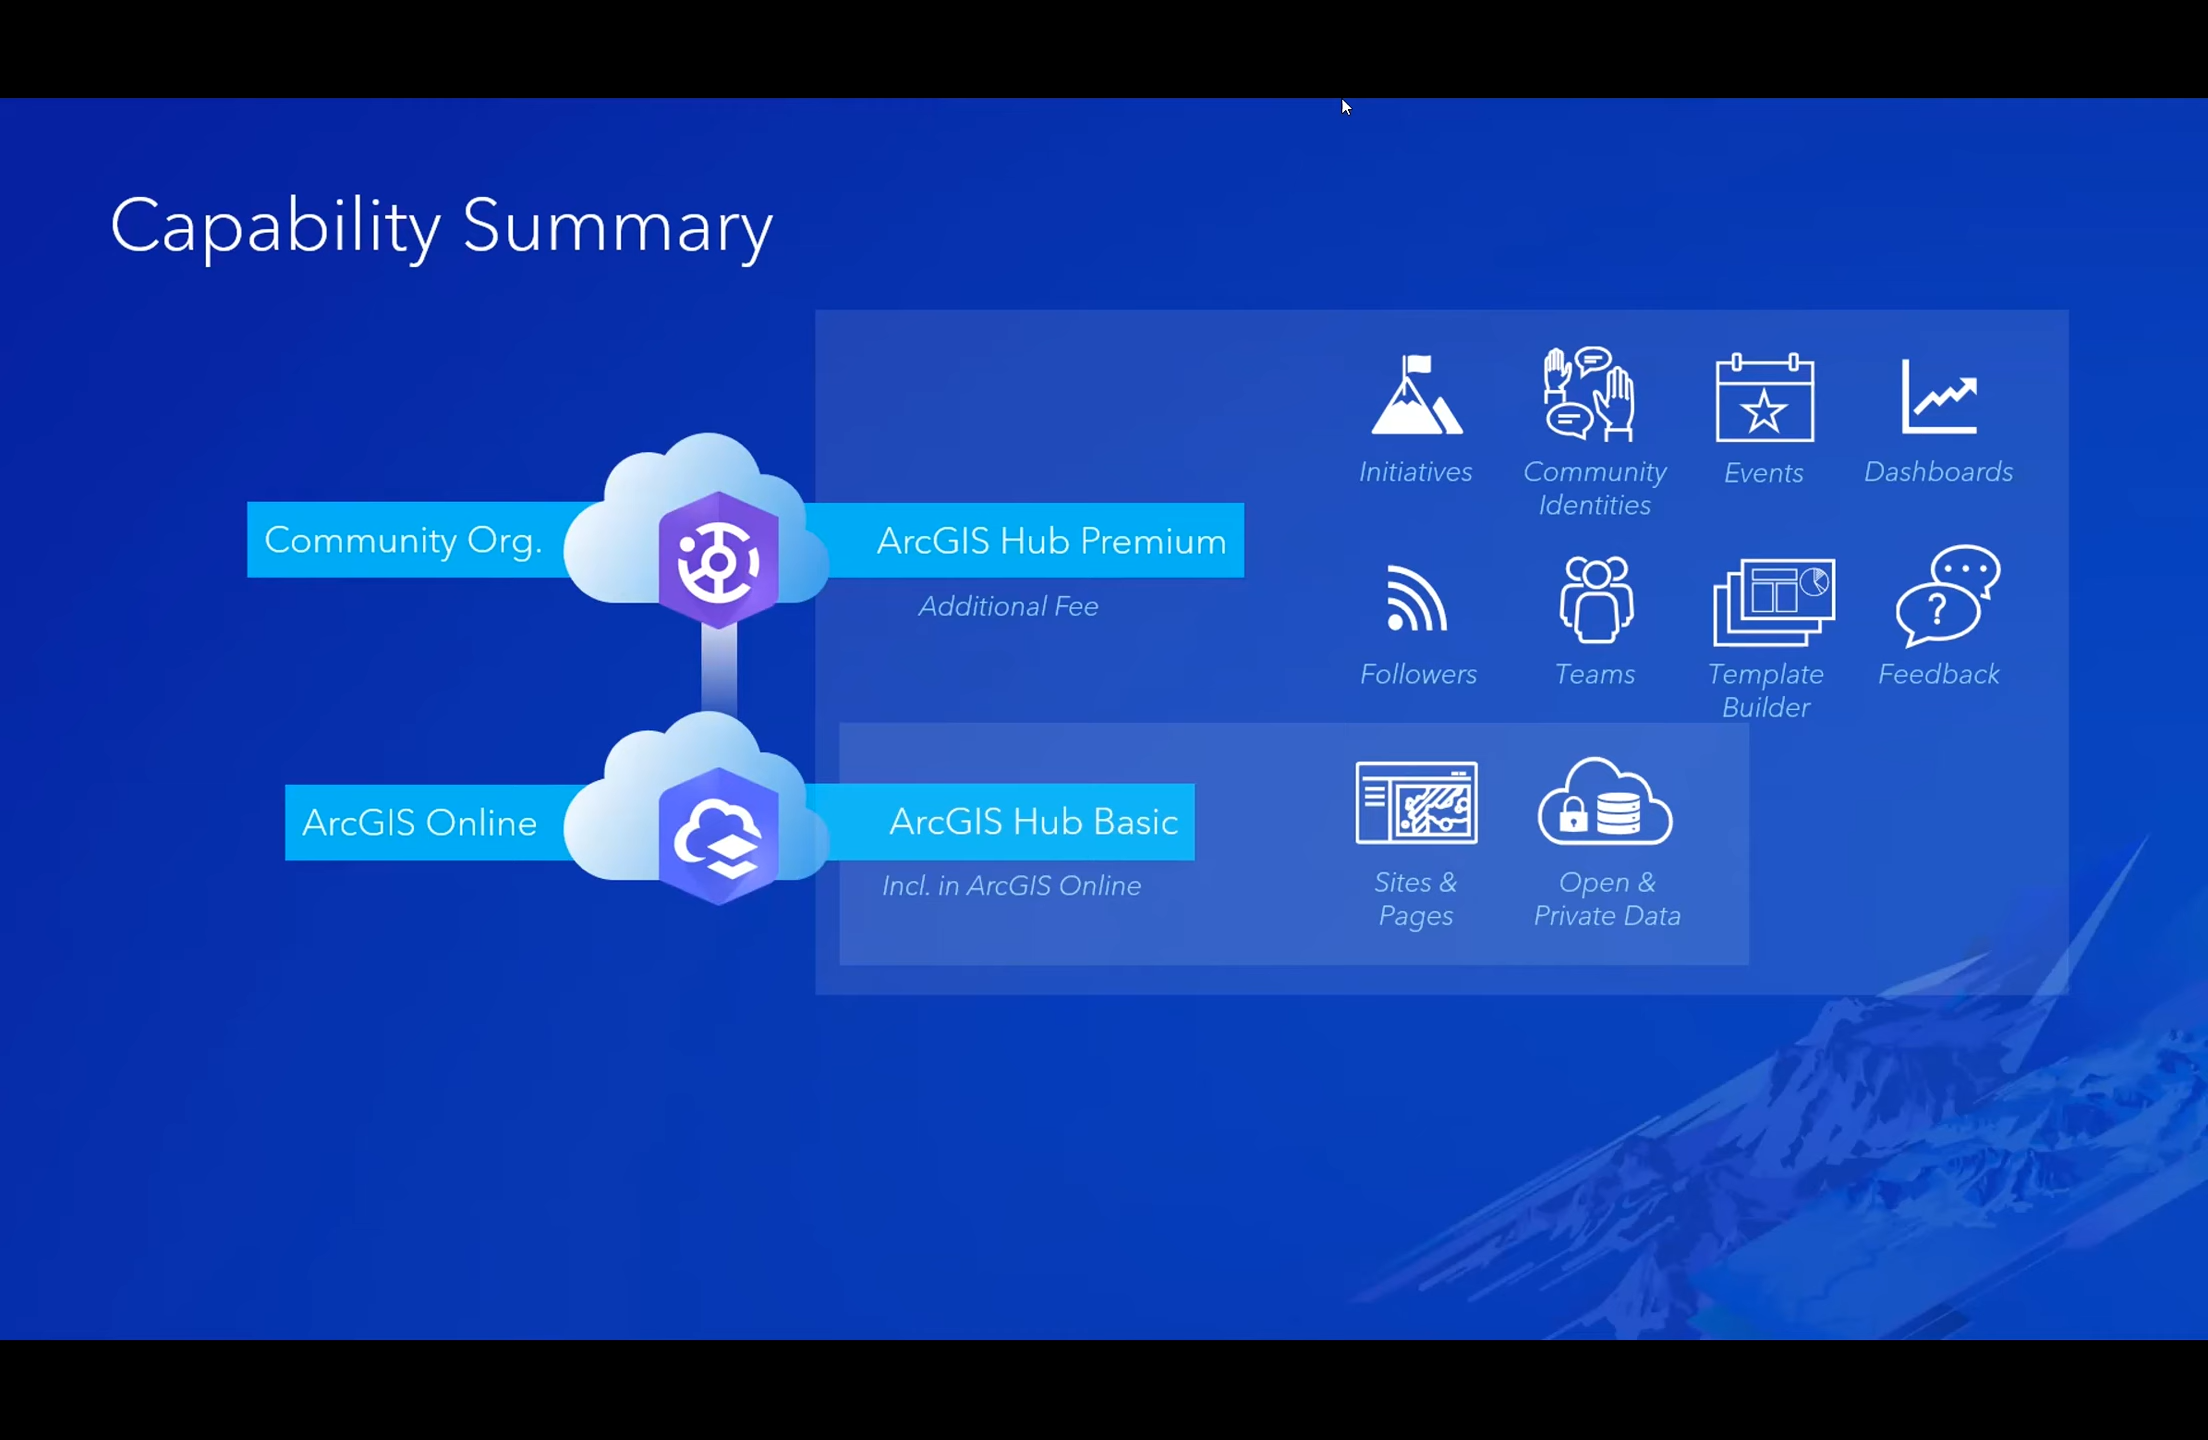 Capability Summary
Community Org.
ArcGIS Hub Premium
Additional Fee
Initiatives
Community
Identities
Events
Dashboards
Followers
Teams
Template
Builder
Feedback
ArcGIS Online
ArcGIS Hub Basic
Incl. in ArcGIS Online
Sites &
Pages
Open &
Private Data
?